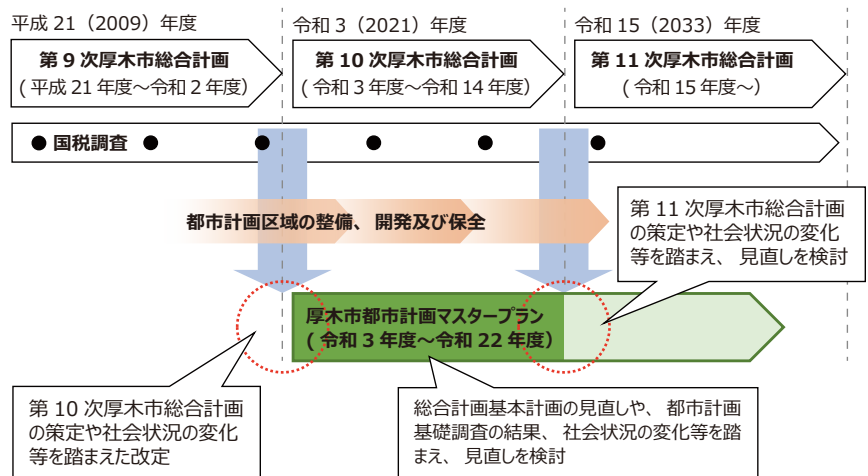 平成 21（2009）年度
令和 3（2021）年度
令和 15（2033）年度
第 9 次厚木市総合計画
( 平成 21 年度～令和 2 年度）
第 10 次厚木市総合計画
( 令和 3 年度～令和 14 年度）
第 11 次厚木市総合計画
( 令和 15 年度～）
国税調査
都市計画区域の整備、 開発及び保全
第 11 次厚木市総合計画
の策定や社会状況の変化
等を踏まえ、 見直しを検討
厚木市都市計画マスタープラン
( 令和 3 年度～令和 22 年度）
第 10 次厚木市総合計画
の策定や社会状況の変化
等を踏まえた改定
総合計画基本計画の見直しや、 都市計画
基礎調査の結果、 社会状況の変化等を踏
まえ、 見直しを検討